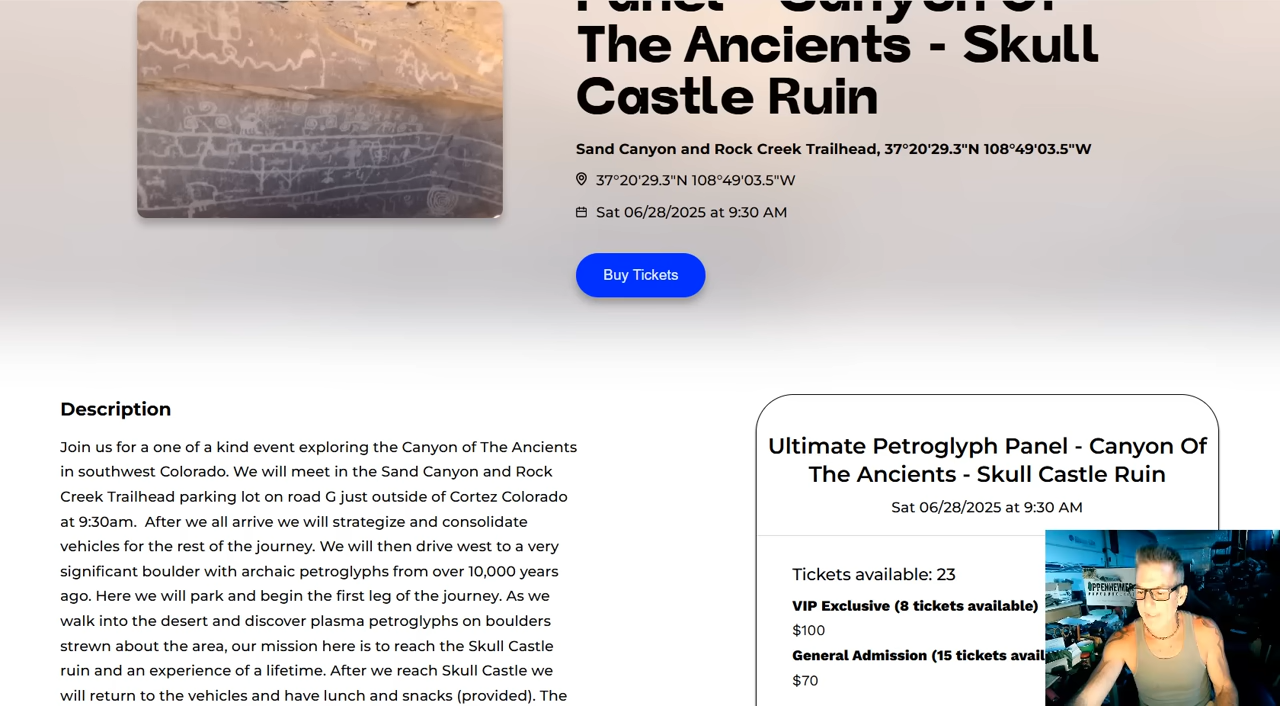 The Ancients - Skull
Castle Ruin
Sand Canyon and Rock Creek Trailhead, 37°20'29.3"N 108°49'03.5"W
37°20'29.3"N 108°49'03.5"W
Sat 06/28/2025 at 9:30 AM
Buy Tickets
Description
Join us for a one of a kind event exploring the Canyon of The Ancients
in southwest Colorado. We will meet in the Sand Canyon and Rock
Creek Trailhead parking lot on road G just outside of Cortez Colorado
at 9:30am.  After we all arrive we will strategize and consolidate
vehicles for the rest of the journey. We will then drive west to a very
significant boulder with archaic petroglyphs from over 10,000 years
ago. Here we will park and begin the first leg of the journey. As we
walk into the desert and discover plasma petroglyphs on boulders
strewn about the area, our mission here is to reach the Skull Castle
ruin and an experience of a lifetime. After we reach Skull Castle we
will return to the vehicles and have lunch and snacks (provided). The
Ultimate Petroglyph Panel - Canyon Of
The Ancients - Skull Castle Ruin
Sat 06/28/2025 at 9:30 AM
Tickets available: 23
VIP Exclusive (8 tickets available)
$100
General Admission (15 tickets avail
$70
OPPENHEIMER